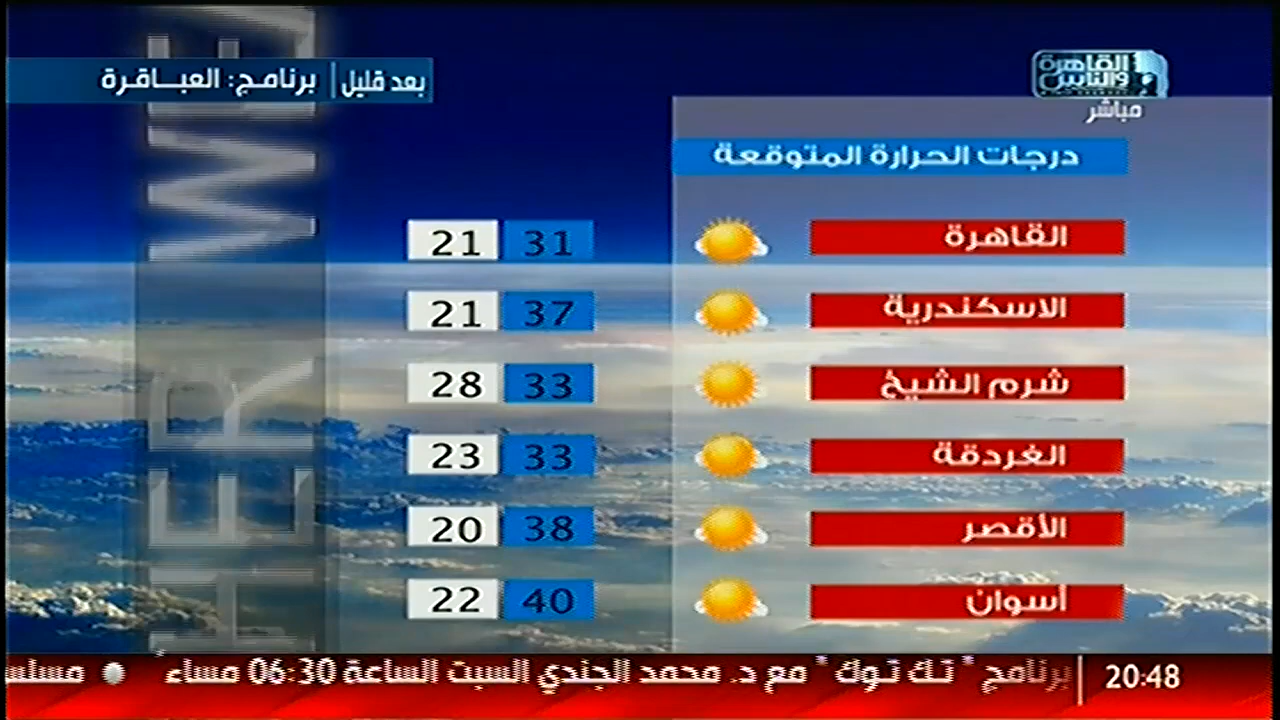 بعد قليل | برنامج: العباقرة
القاهرة
والناس
مباشر
درجات الحرارة المتوقعة
القاهرة 31 21
الاسكندرية 37 21
شرم الشيخ 33 28
الغردقة 33 23
الأقصر 38 20
أسوان 40 22
HER WEA
20:48 | برنامج " تك توك " مع د. محمد الجندي السبت الساعة 06:30 مساء • مسلس